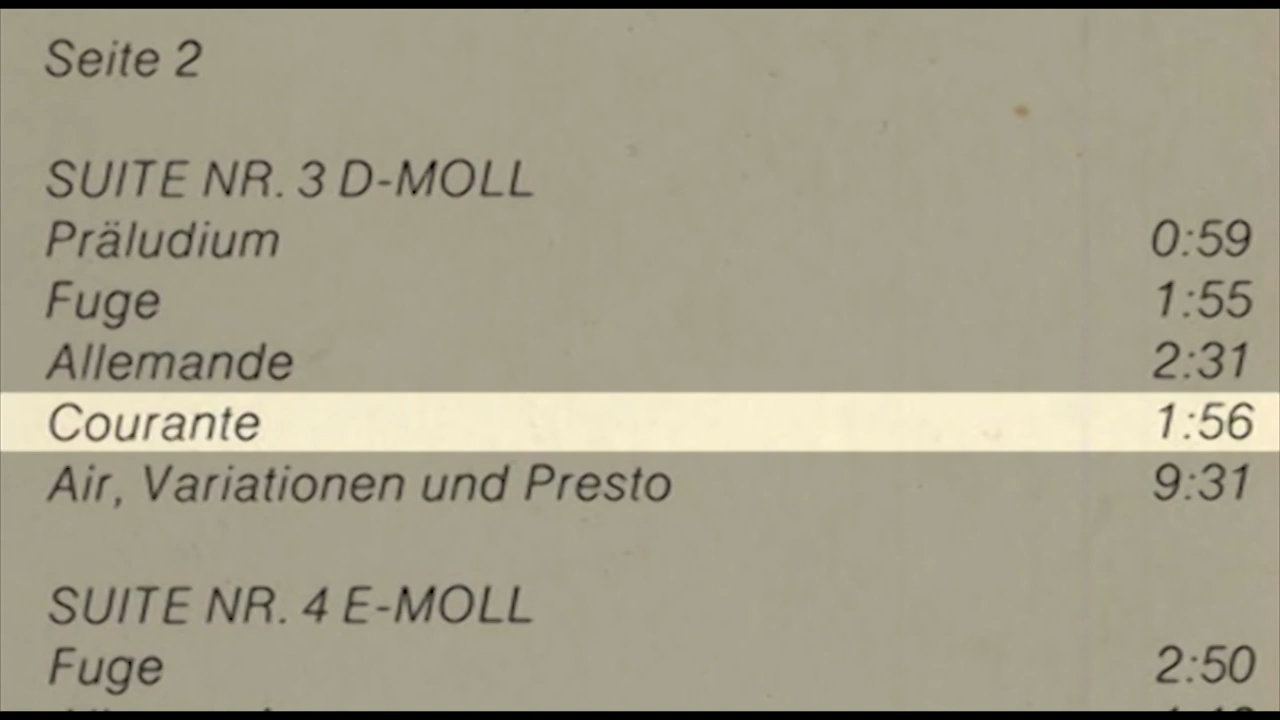 Seite 2
SUITE NR. 3 D-MOLL
Präludium 0:59
Fuge 1:55
Allemande 2:31
Courante 1:56
Air, Variationen und Presto 9:31
SUITE NR. 4 E-MOLL
Fuge 2:50